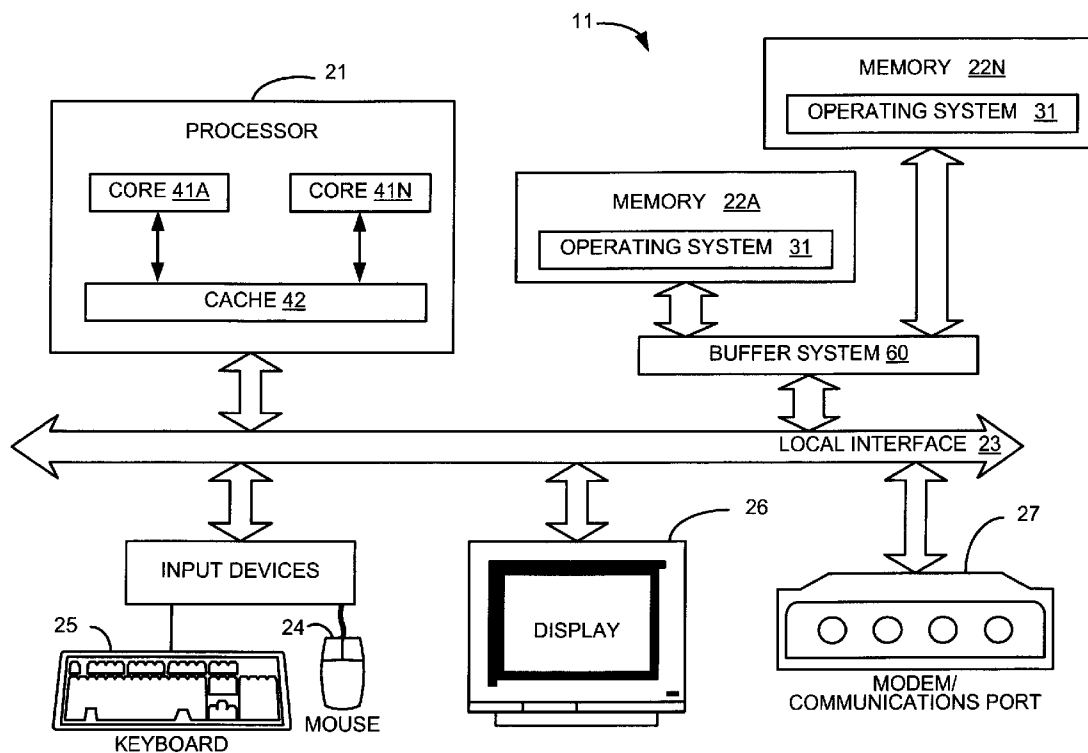 11
MEMORY 22N
OPERATING SYSTEM 31
21
PROCESSOR
CORE 41A
CORE 41N
CACHE 42
MEMORY 22A
OPERATING SYSTEM 31
BUFFER SYSTEM 60
LOCAL INTERFACE 23
INPUT DEVICES
25
24
KEYBOARD
MOUSE
26
DISPLAY
27
MODEM/
COMMUNICATIONS PORT